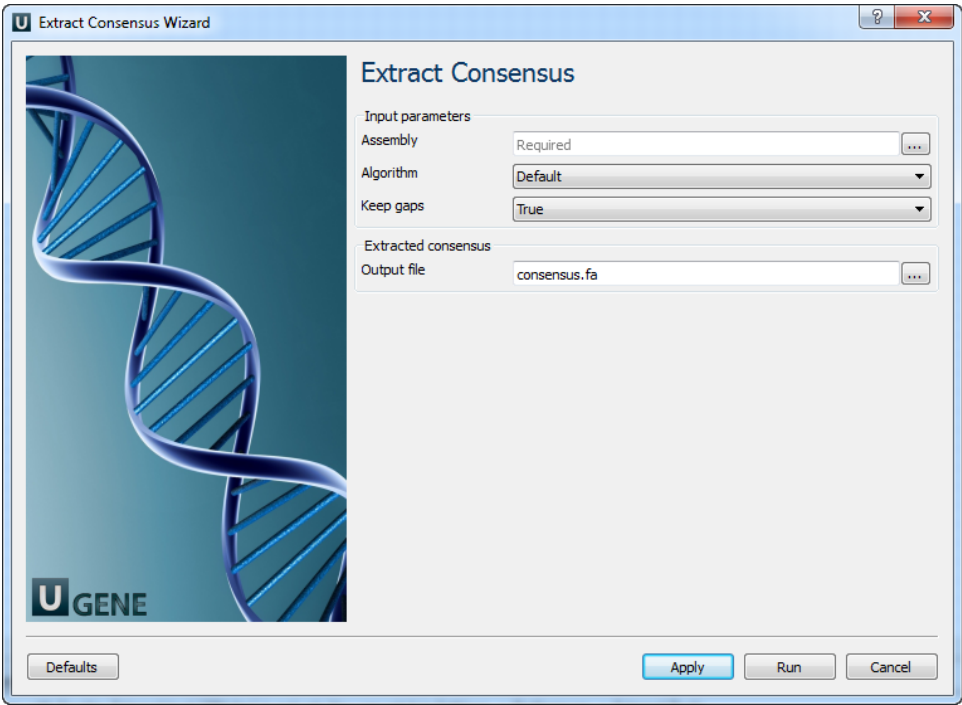 U Extract Consensus Wizard
Extract Consensus
Input parameters
Assembly Required ...
Algorithm Default
Keep gaps True
Extracted consensus
Output file consensus.fa ...
U GENE
Defaults Apply Run Cancel